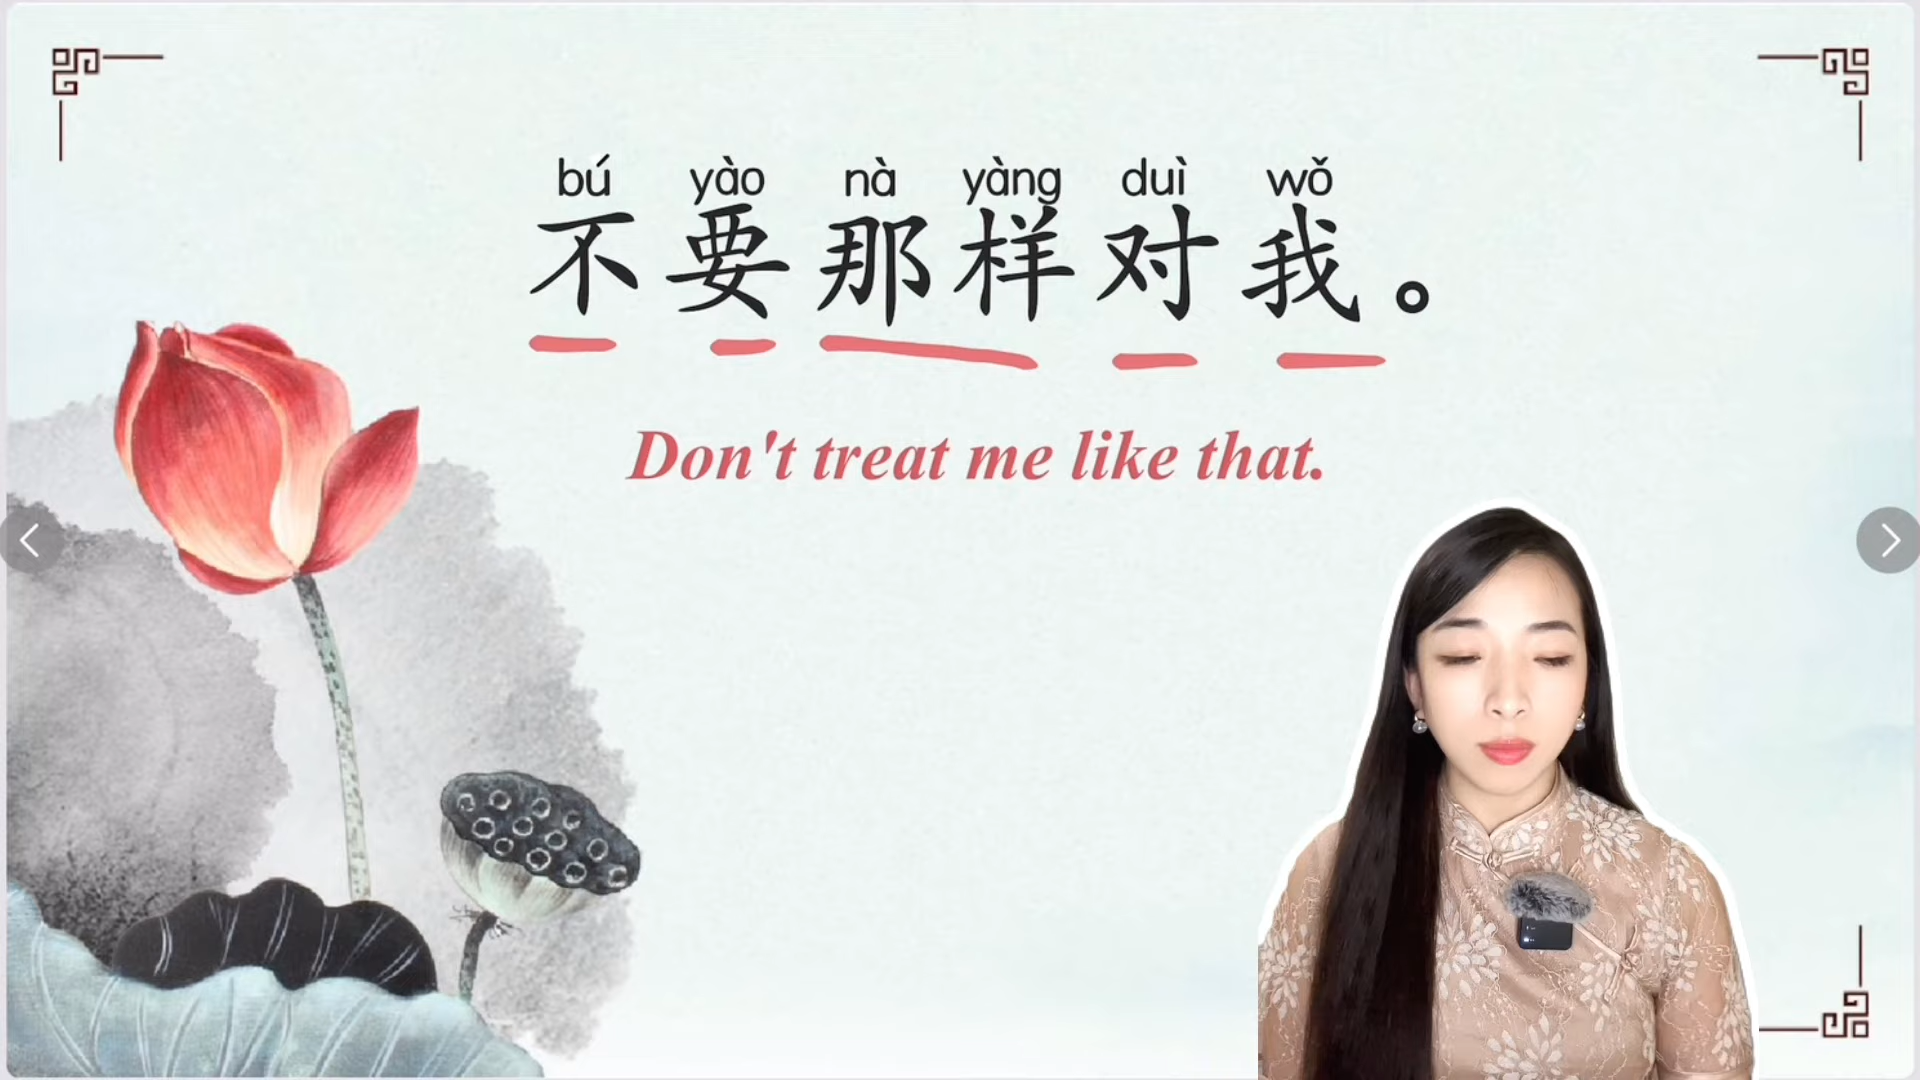 bú yào nà yàng duì wǒ
不要那样对我。
Don't treat me like that.